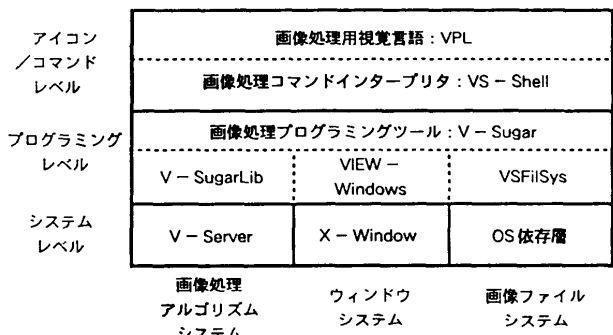 アイコン
／コマンド
レベル
画像処理用視覚言語：VPL
画像処理コマンドインタープリタ：VS－Shell
プログラミング
レベル
画像処理プログラミングツール：V－Sugar
V－SugarLib
VIEW－
Windows
VSFilSys
システム
レベル
V－Server
X－Window
OS依存層
画像処理
アルゴリズム
システム
ウィンドウ
システム
画像ファイル
システム